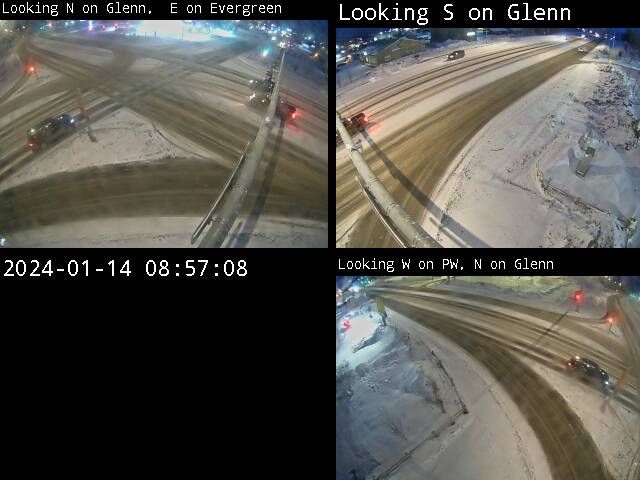 Looking N on Glenn,  E on Evergreen
Looking S on Glenn
2024-01-14 08:57:08
Looking W on PW, N on Glenn